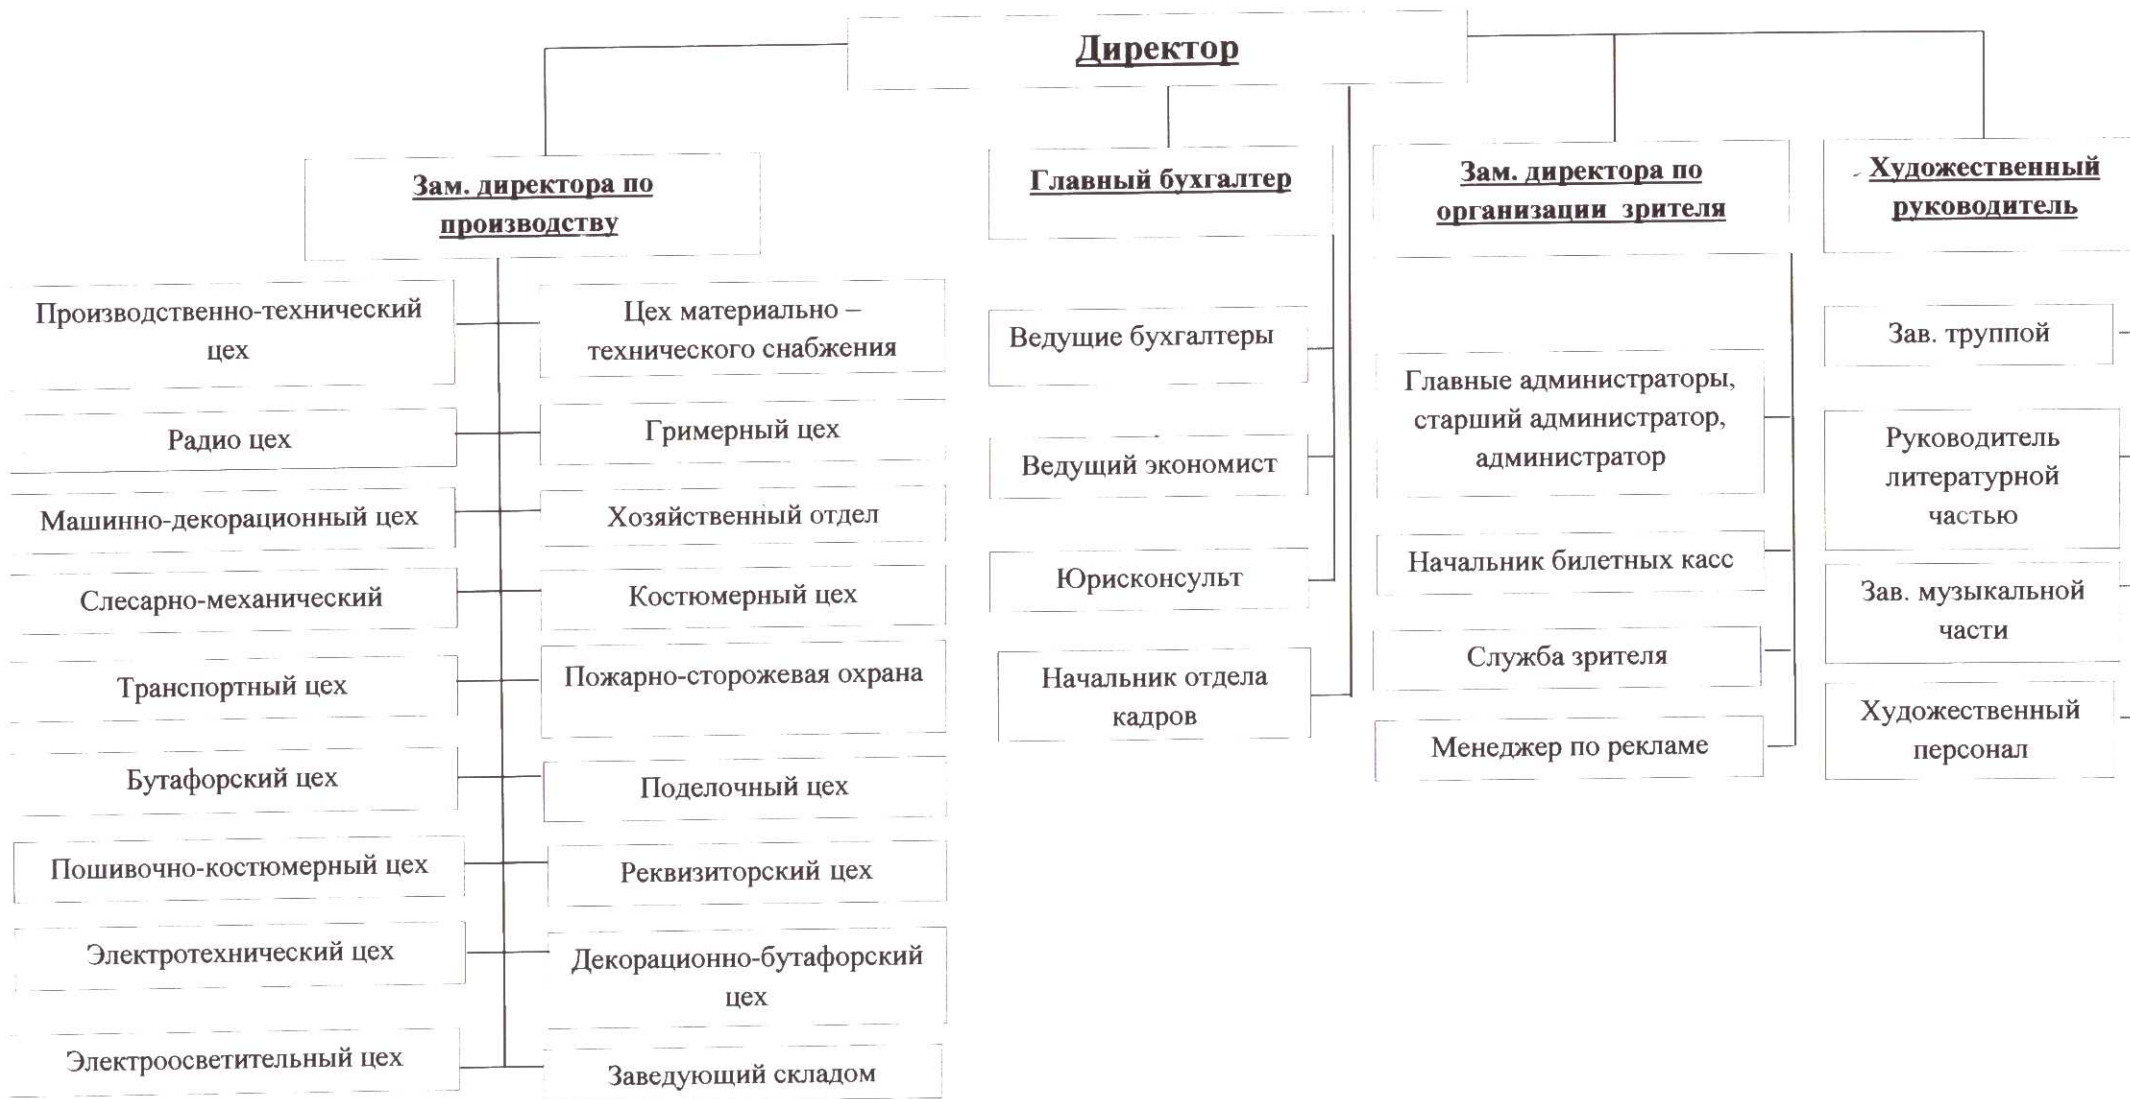 Директор
Зам. директора по
производству
Главный бухгалтер
Зам. директора по
организации зрителя
Художественный
руководитель
Производственно-технический
цех
Цех материально –
технического снабжения
Радио цех
Гримерный цех
Машинно-декорационный цех
Хозяйственный отдел
Слесарно-механический
Костюмерный цех
Транспортный цех
Пожарно-сторожевая охрана
Бутафорский цех
Поделочный цех
Пошивочно-костюмерный цех
Реквизиторский цех
Электротехнический цех
Декорационно-бутафорский
цех
Электроосветительный цех
Заведующий складом
Ведущие бухгалтеры
Ведущий экономист
Юрисконсульт
Начальник отдела
кадров
Главные администраторы,
старший администратор,
администратор
Начальник билетных касс
Служба зрителя
Менеджер по рекламе
Зав. труппой
Руководитель
литературной
частью
Зав. музыкальной
части
Художественный
персонал